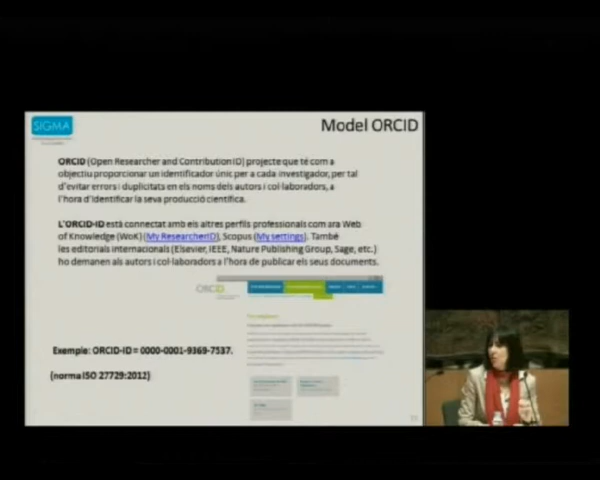 SIGMA
Model ORCID
ORCID (Open Researcher and Contribution ID) projecte que té com a
objectiu proporcionar un identificador únic per a cada investigador, per tal
d'evitar errors i duplicitats en els noms dels autors i col·laboradors, a
l'hora d'identificar la seva producció científica.
L'ORCID-ID està connectat amb els altres perfils professionals com ara Web
of Knowledge (WoK) (My ResearcherID), Scopus (My settings). També
les editorials internacionals (Elsevier, IEEE, Nature Publishing Group, Sage, etc.)
ho demanen als autors i col·laboradors a l'hora de publicar els seus documents.
ORCID
Exemple: ORCID-ID = 0000-0001-9369-7537.
(norma ISO 27729:2012)